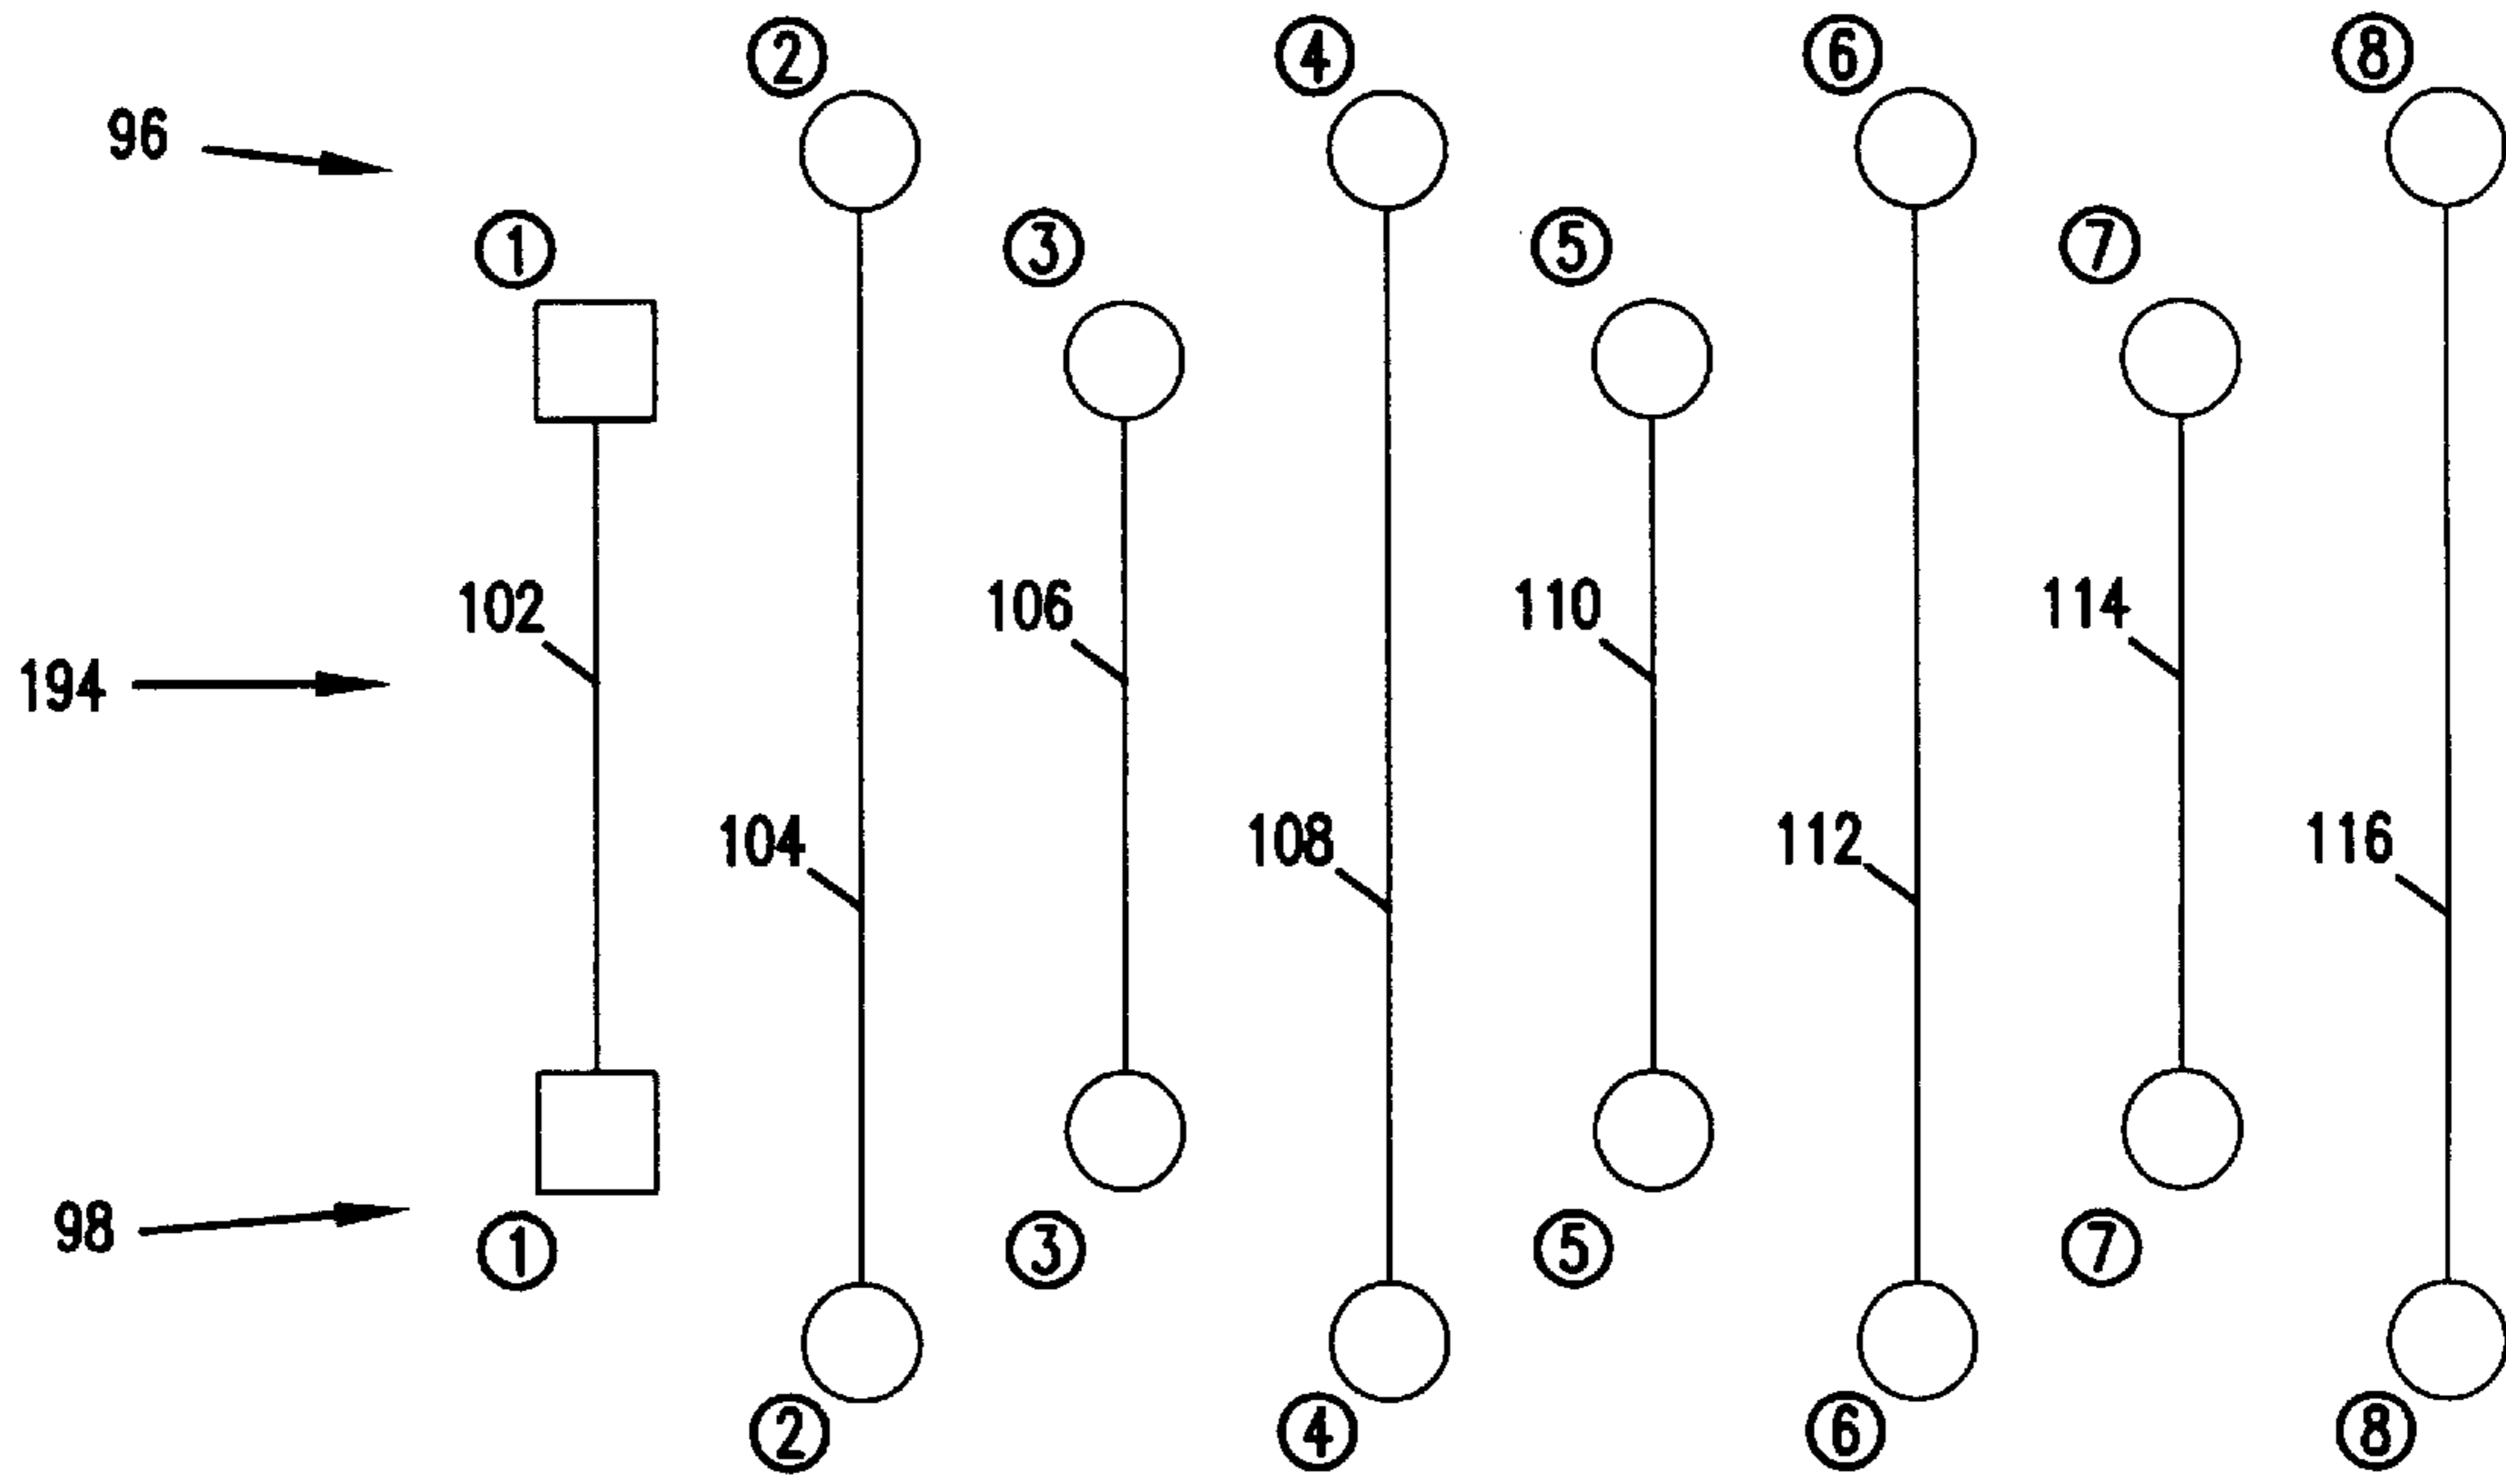 ② ④ ⑥ ⑧
96
① ③ ⑤ ⑦
102 106 110 114
194
104 108 112 116
98
① ③ ⑤ ⑦
② ④ ⑥ ⑧